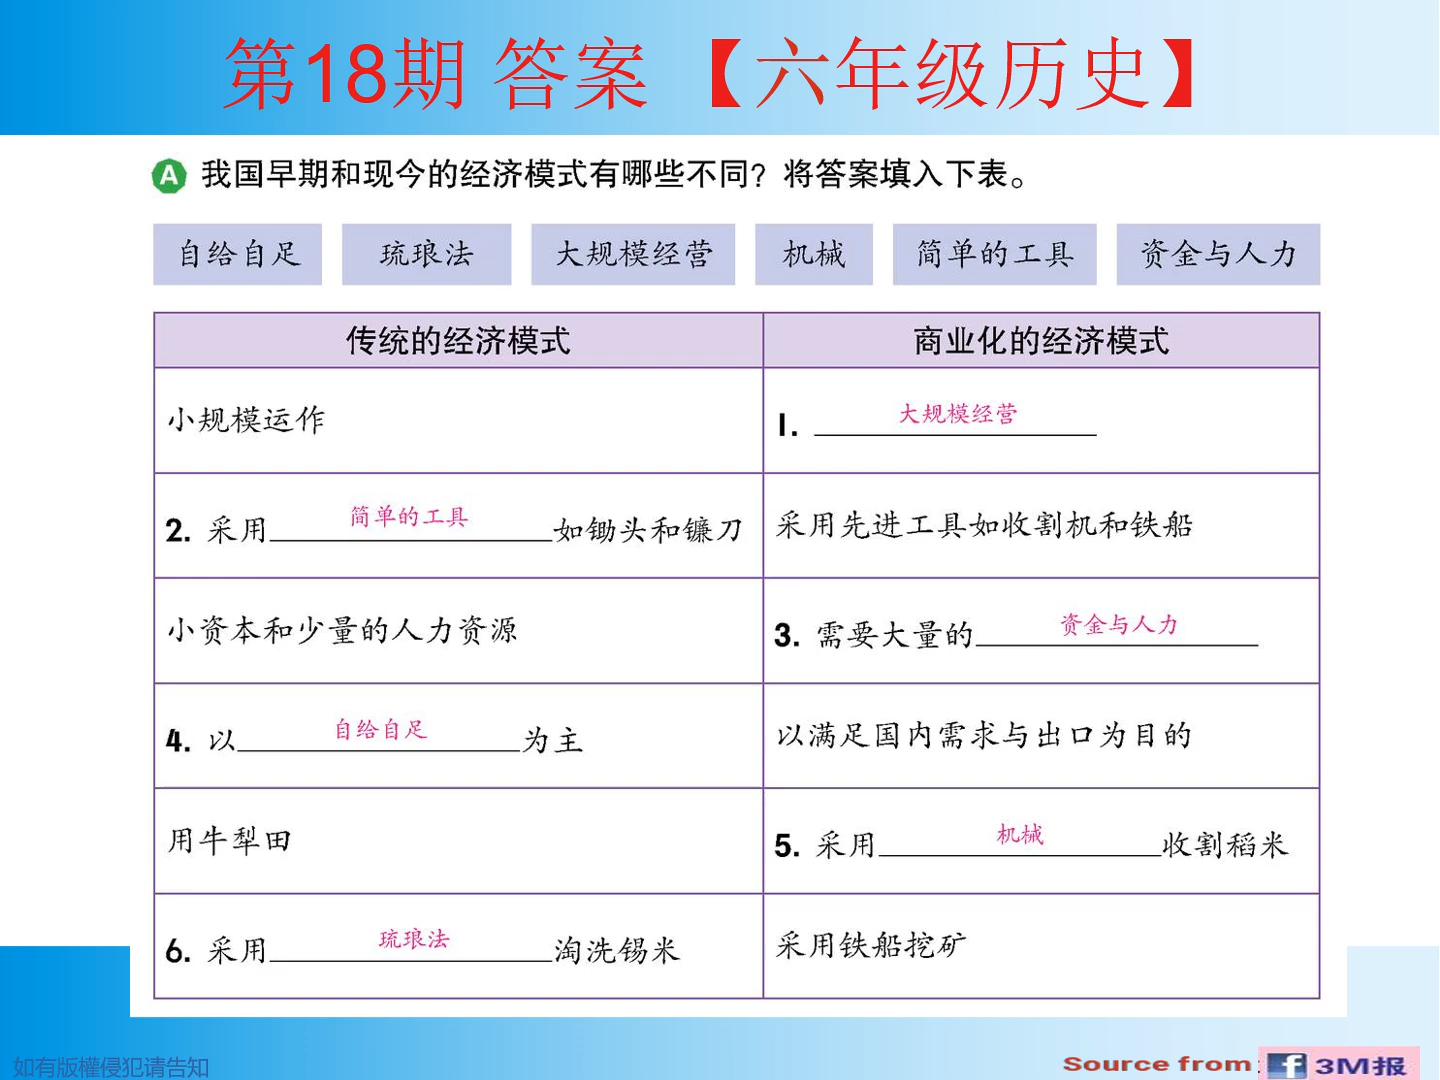 第18期 答案 【六年级历史】
A 我国早期和现今的经济模式有哪些不同？将答案填入下表。
自给自足 琉琅法 大规模经营 机械 简单的工具 资金与人力
传统的经济模式 商业化的经济模式
小规模运作 1. 大规模经营
2. 采用简单的工具如锄头和镰刀 采用先进工具如收割机和铁船
小资本和少量的人力资源 3. 需要大量的资金与人力
4. 以自给自足为主 以满足国内需求与出口为目的
用牛犁田 5. 采用机械收割稻米
6. 采用琉琅法淘洗锡米 采用铁船挖矿
如有版權侵犯请告知 Source from : f 3M报